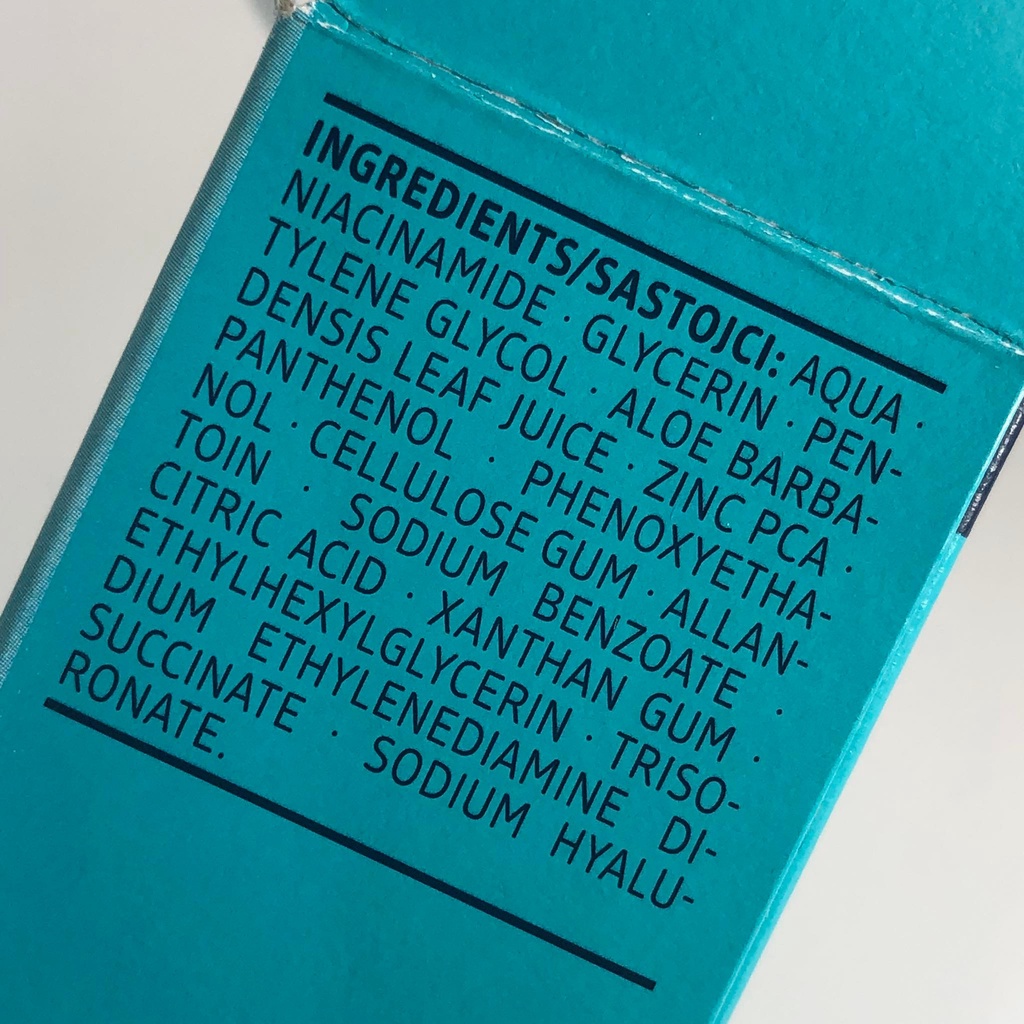 INGREDIENTS/SASTOJCI: AQUA ·
NIACINAMIDE · GLYCERIN · PEN-
TYLENE GLYCOL · ALOE BARBA-
DENSIS LEAF JUICE · ZINC PCA ·
PANTHENOL · PHENOXYETHA-
NOL · CELLULOSE GUM · ALLAN-
TOIN · SODIUM BENZOATE ·
CITRIC ACID · XANTHAN GUM ·
ETHYLHEXYLGLYCERIN · TRISO-
DIUM ETHYLENEDIAMINE DI-
SUCCINATE · SODIUM HYALU-
RONATE.